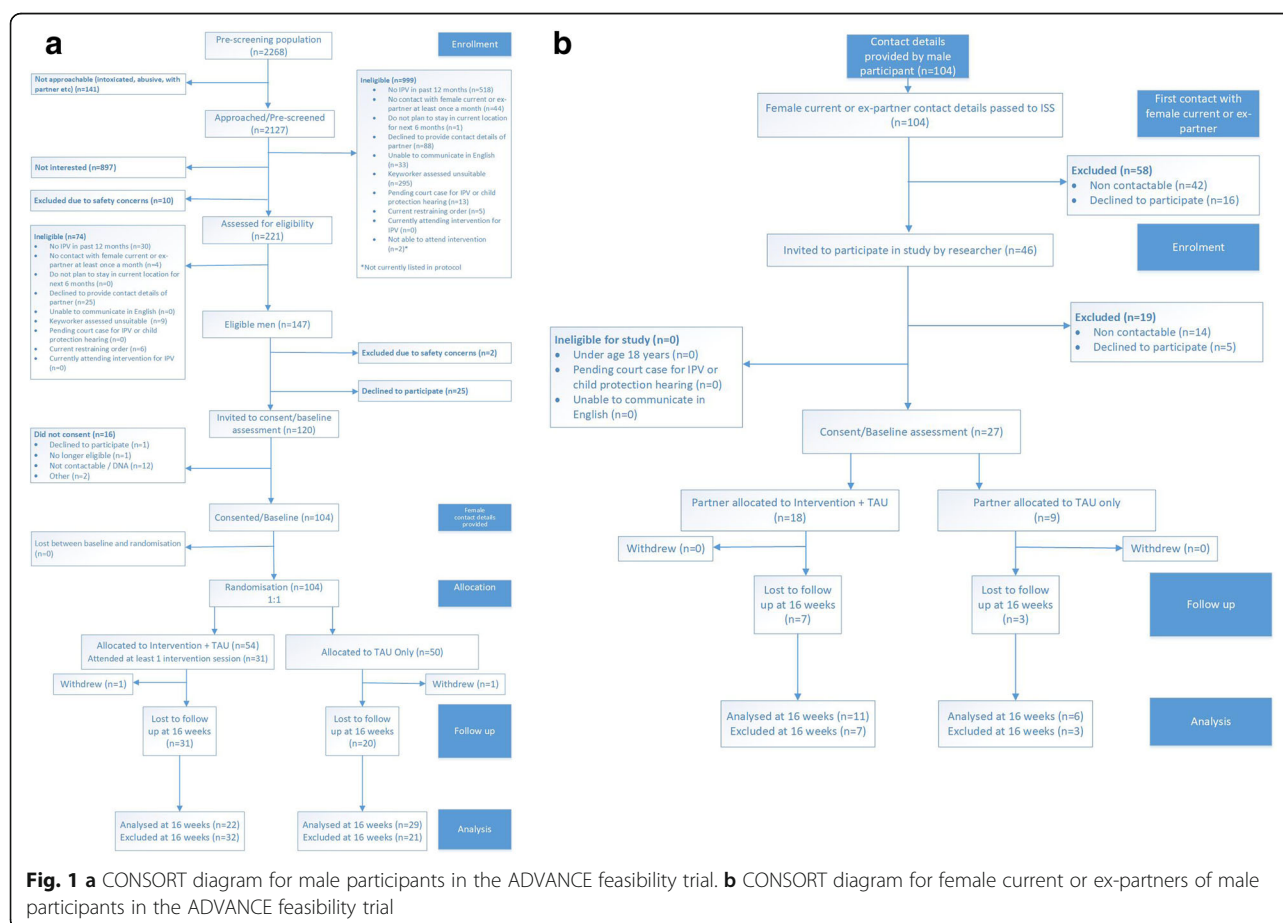 a
Pre-screening population
(n=2268)
Enrollment
Not approachable (intoxicated, abusive, with
partner etc) (n=141)
Approached/Pre-screened
(n=2127)
Ineligible (n=999)
• No IPV in past 12 months (n=518)
• No contact with female current or ex-
partner at least once a month (n=44)
• Do not plan to stay in current location
for next 6 months (n=1)
• Declined to provide contact details of
partner (n=88)
• Unable to communicate in English
(n=33)
• Keyworker assessed unsuitable
(n=295)
• Pending court case for IPV or child
protection hearing (n=13)
• Current restraining order (n=5)
• Currently attending intervention for
IPV (n=0)
• Not able to attend intervention
(n=2)*
*Not currently listed in protocol
Not interested (n=897)
Excluded due to safety concerns (n=10)
Assessed for eligibility
(n=221)
Ineligible (n=74)
• No IPV in past 12 months (n=30)
• No contact with female current or ex-
partner at least once a month (n=4)
• Do not plan to stay in current location for
next 6 months (n=0)
• Declined to provide contact details of
partner (n=25)
• Unable to communicate in English (n=0)
• Keyworker assessed unsuitable (n=9)
• Pending court case for IPV or child
protection hearing (n=0)
• Current restraining order (n=6)
• Currently attending intervention for IPV
(n=0)
Eligible men (n=147)
Excluded due to safety concerns (n=2)
Declined to participate (n=25)
Invited to consent/baseline
assessment (n=120)
Did not consent (n=16)
• Declined to participate (n=1)
• No longer eligible (n=1)
• Not contactable / DNA (n=12)
• Other (n=2)
Consented/Baseline (n=104)
Female
contact details
provided
Lost between baseline and randomisation
(n=0)
Randomisation (n=104)
1:1
Allocation
Allocated to Intervention + TAU (n=54)
Attended at least 1 intervention session (n=31)
Allocated to TAU Only (n=50)
Withdrew (n=1)
Withdrew (n=1)
Lost to follow
up at 16 weeks
(n=31)
Lost to follow
up at 16 weeks
(n=20)
Follow up
Analysed at 16 weeks (n=22)
Excluded at 16 weeks (n=32)
Analysed at 16 weeks (n=29)
Excluded at 16 weeks (n=21)
Analysis
b
Contact details
provided by male
participant (n=104)
Female current or ex-partner contact details passed to ISS
(n=104)
First contact with
female current or ex-
partner
Excluded (n=58)
• Non contactable (n=42)
• Declined to participate (n=16)
Invited to participate in study by researcher (n=46)
Enrolment
Excluded (n=19)
• Non contactable (n=14)
• Declined to participate (n=5)
Ineligible for study (n=0)
• Under age 18 years (n=0)
• Pending court case for IPV or
child protection hearing (n=0)
• Unable to communicate in
English (n=0)
Consent/Baseline assessment (n=27)
Partner allocated to Intervention + TAU
(n=18)
Partner allocated to TAU only
(n=9)
Withdrew (n=0)
Withdrew (n=0)
Lost to follow
up at 16 weeks
(n=7)
Lost to follow
up at 16 weeks
(n=3)
Follow up
Analysed at 16 weeks (n=11)
Excluded at 16 weeks (n=7)
Analysed at 16 weeks (n=6)
Excluded at 16 weeks (n=3)
Analysis
Fig. 1 a CONSORT diagram for male participants in the ADVANCE feasibility trial. b CONSORT diagram for female current or ex-partners of male
participants in the ADVANCE feasibility trial